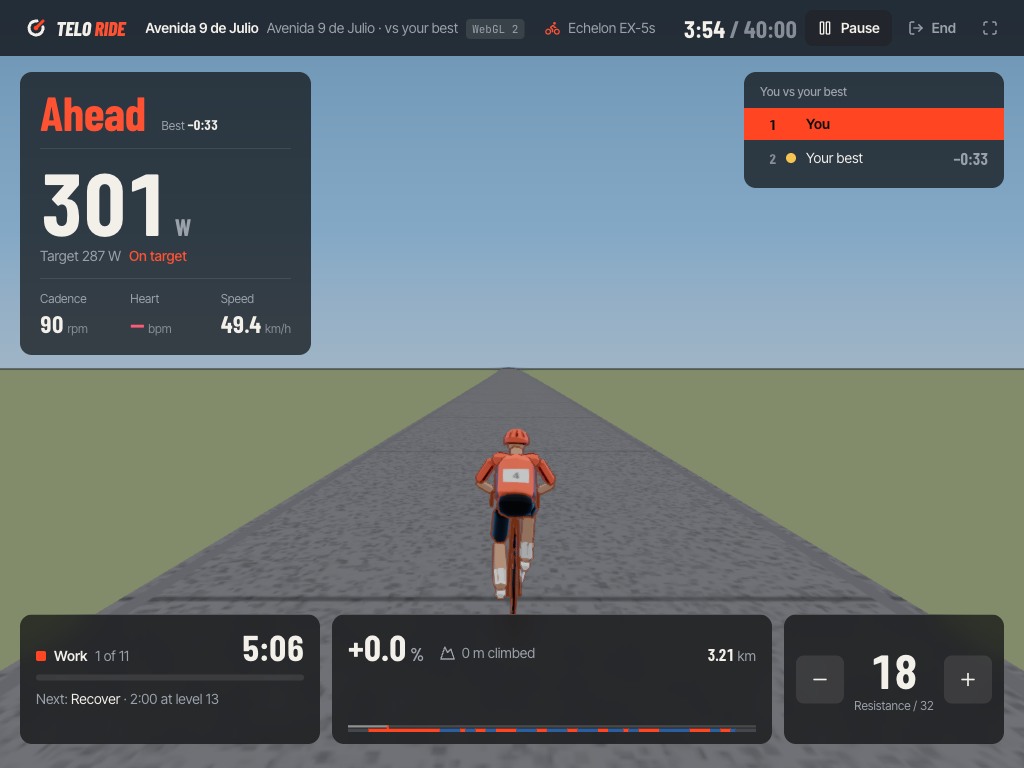 TELO RIDE Avenida 9 de Julio Avenida 9 de Julio · vs your best WebGL 2 Echelon EX-5s 3:54 / 40:00 Pause End
Ahead Best −0:33
301 W
Target 287 W On target
Cadence Heart Speed
90 rpm – bpm 49.4 km/h
You vs your best
1 You
2 Your best −0:33
4
Work 1 of 11 5:06
Next: Recover · 2:00 at level 13
+0.0 % 0 m climbed 3.21 km
− 18 +
Resistance / 32